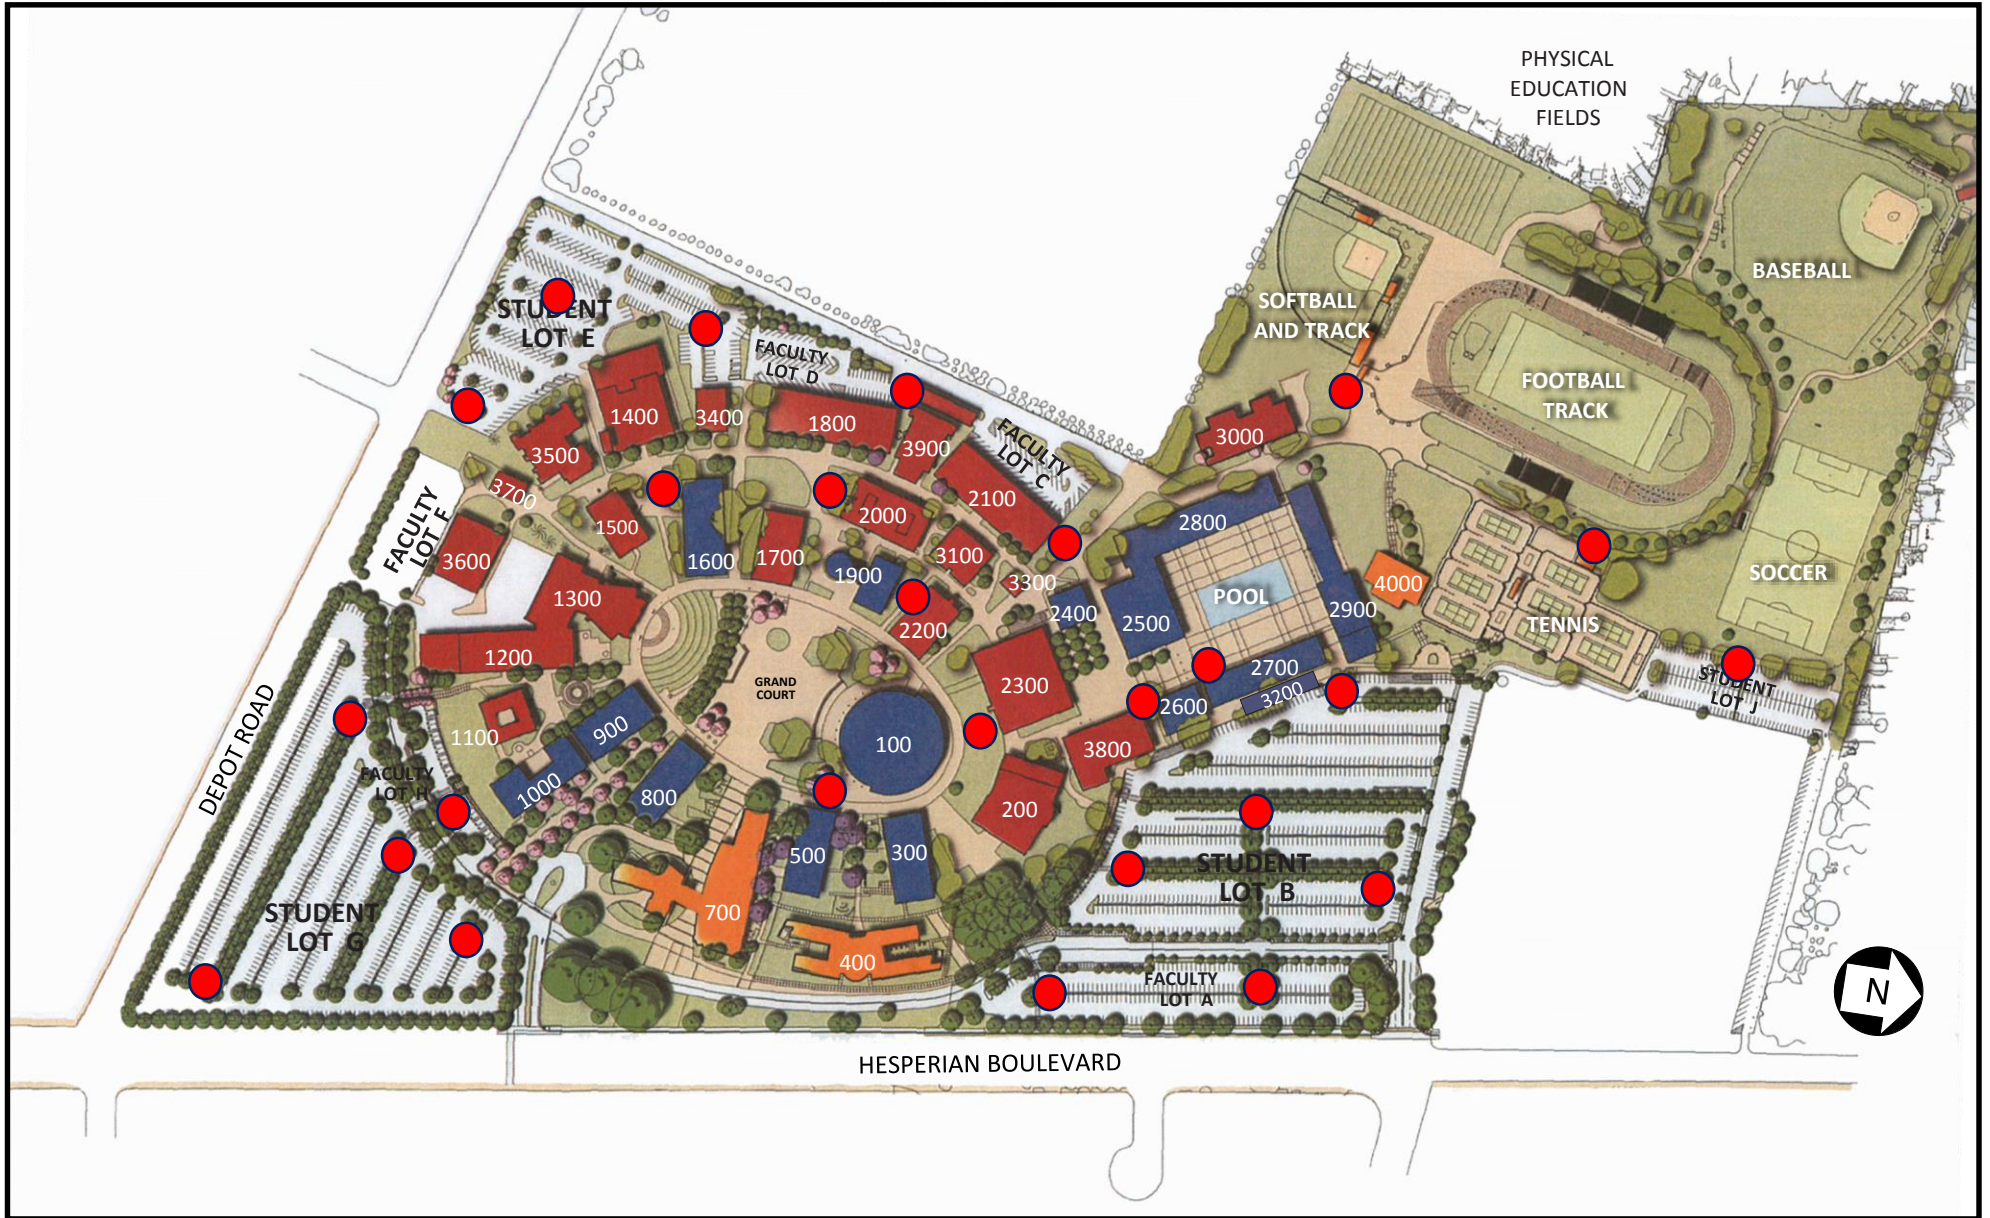 PHYSICAL
EDUCATION
FIELDS
BASEBALL
SOFTBALL
AND TRACK
FOOTBALL
TRACK
STUDENT
LOT E
FACULTY
LOT D
1400
3400
1800
3900
FACULTY
LOT C
3000
3500
3700
FACULTY
LOT F
3600
1500
1600
1700
2000
2100
3100
1900
3300
2800
2400
2500
POOL
2900
4000
SOCCER
TENNIS
1300
1200
2200
2300
GRAND
COURT
2700
3200
2600
STUDENT
LOT J
DEPOT ROAD
1100
900
100
3800
FACULTY
LOT H
1000
800
200
500
300
STUDENT
LOT B
STUDENT
LOT G
700
400
FACULTY
LOT A
N
HESPERIAN BOULEVARD